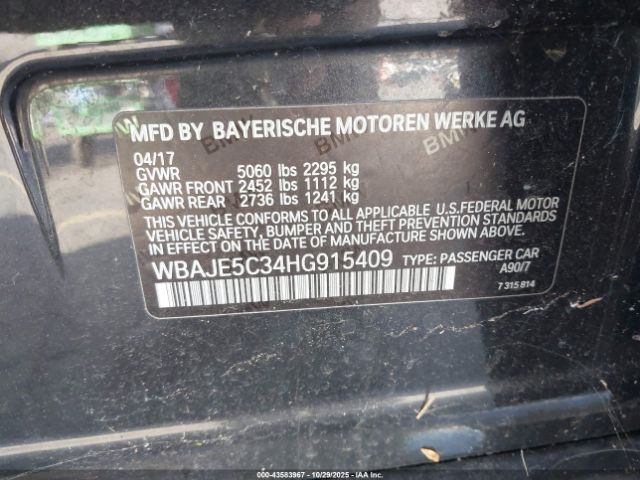 MFD BY BAYERISCHE MOTOREN WERKE AG
04/17
GVWR 5060 lbs 2295 kg
GAWR FRONT 2452 lbs 1112 kg
GAWR REAR 2736 lbs 1241 kg
THIS VEHICLE CONFORMS TO ALL APPLICABLE U.S.FEDERAL MOTOR
VEHICLE SAFETY, BUMPER, AND THEFT PREVENTION STANDARDS
IN EFFECT ON THE DATE OF MANUFACTURE SHOWN ABOVE.
WBAJE5C34HG915409 TYPE: PASSENGER CAR
A90/7
7 315 814
000-43583967 - 10/29/2025 - IAAI.COM